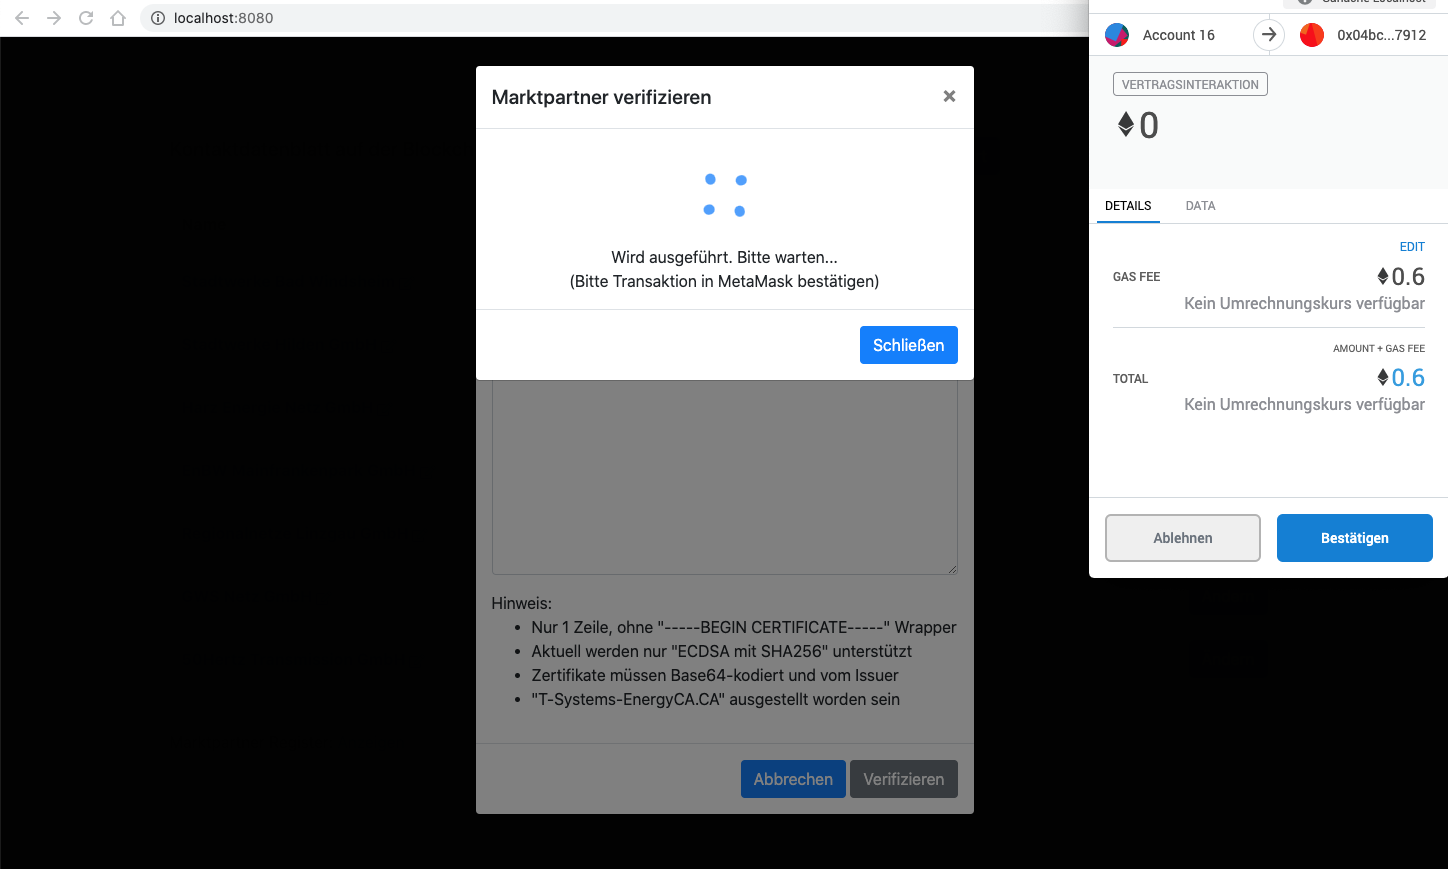 localhost:8080
Marktpartner verifizieren
×
Wird ausgeführt. Bitte warten...
(Bitte Transaktion in MetaMask bestätigen)
Schließen
Hinweis:
Nur 1 Zeile, ohne "-----BEGIN CERTIFICATE-----" Wrapper
Aktuell werden nur "ECDSA mit SHA256" unterstützt
Zertifikate müssen Base64-kodiert und vom Issuer
"T-Systems-EnergyCA.CA" ausgestellt worden sein
Abbrechen Verifizieren
Account 16 0x04bc...7912
VERTRAGSINTERAKTION
0
DETAILS DATA
EDIT
GAS FEE 0.6
Kein Umrechnungskurs verfügbar
AMOUNT + GAS FEE
TOTAL 0.6
Kein Umrechnungskurs verfügbar
Ablehnen Bestätigen